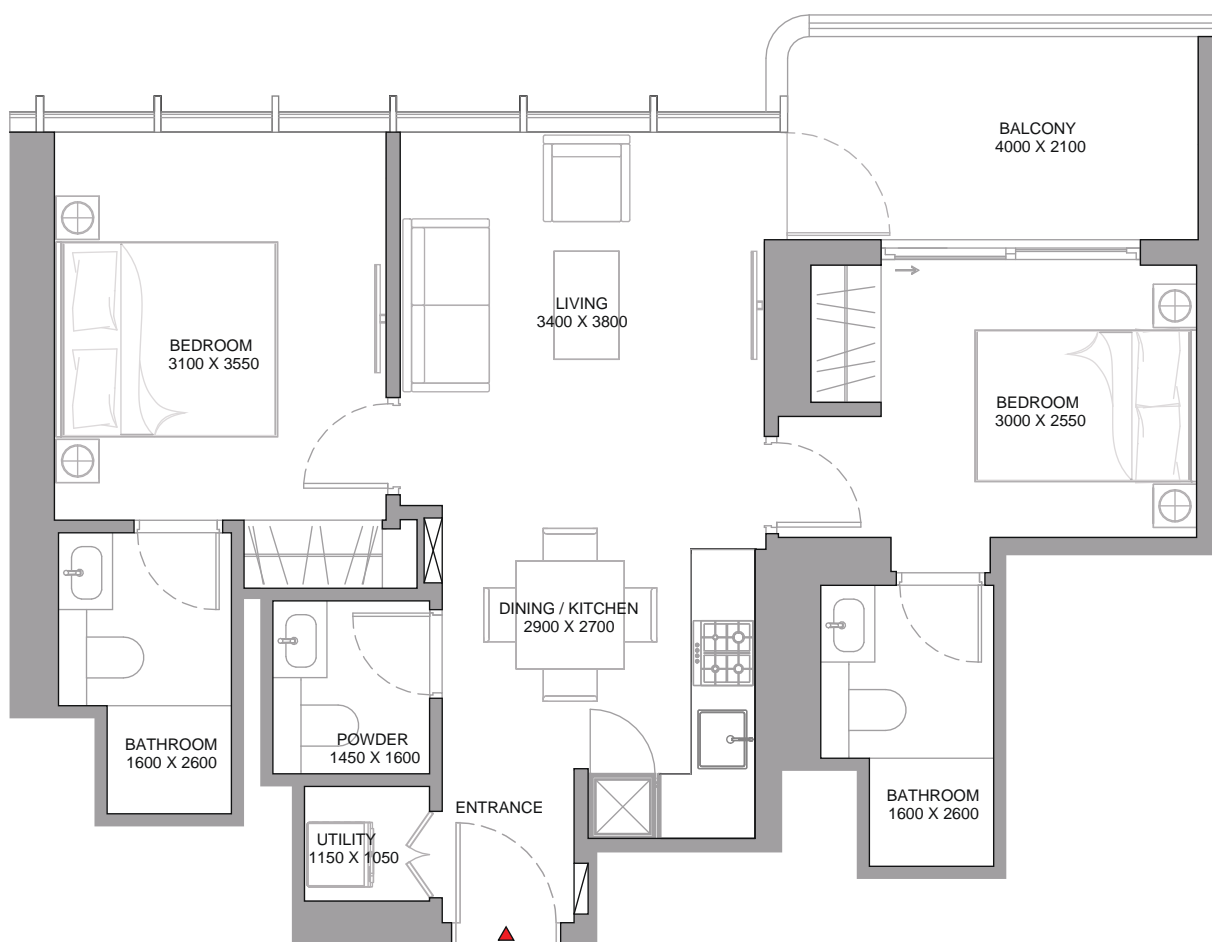 BALCONY
4000 X 2100
LIVING
3400 X 3800
BEDROOM
3100 X 3550
BEDROOM
3000 X 2550
DINING / KITCHEN
2900 X 2700
POWDER
1450 X 1600
BATHROOM
1600 X 2600
BATHROOM
1600 X 2600
ENTRANCE
UTILITY
1150 X 1050